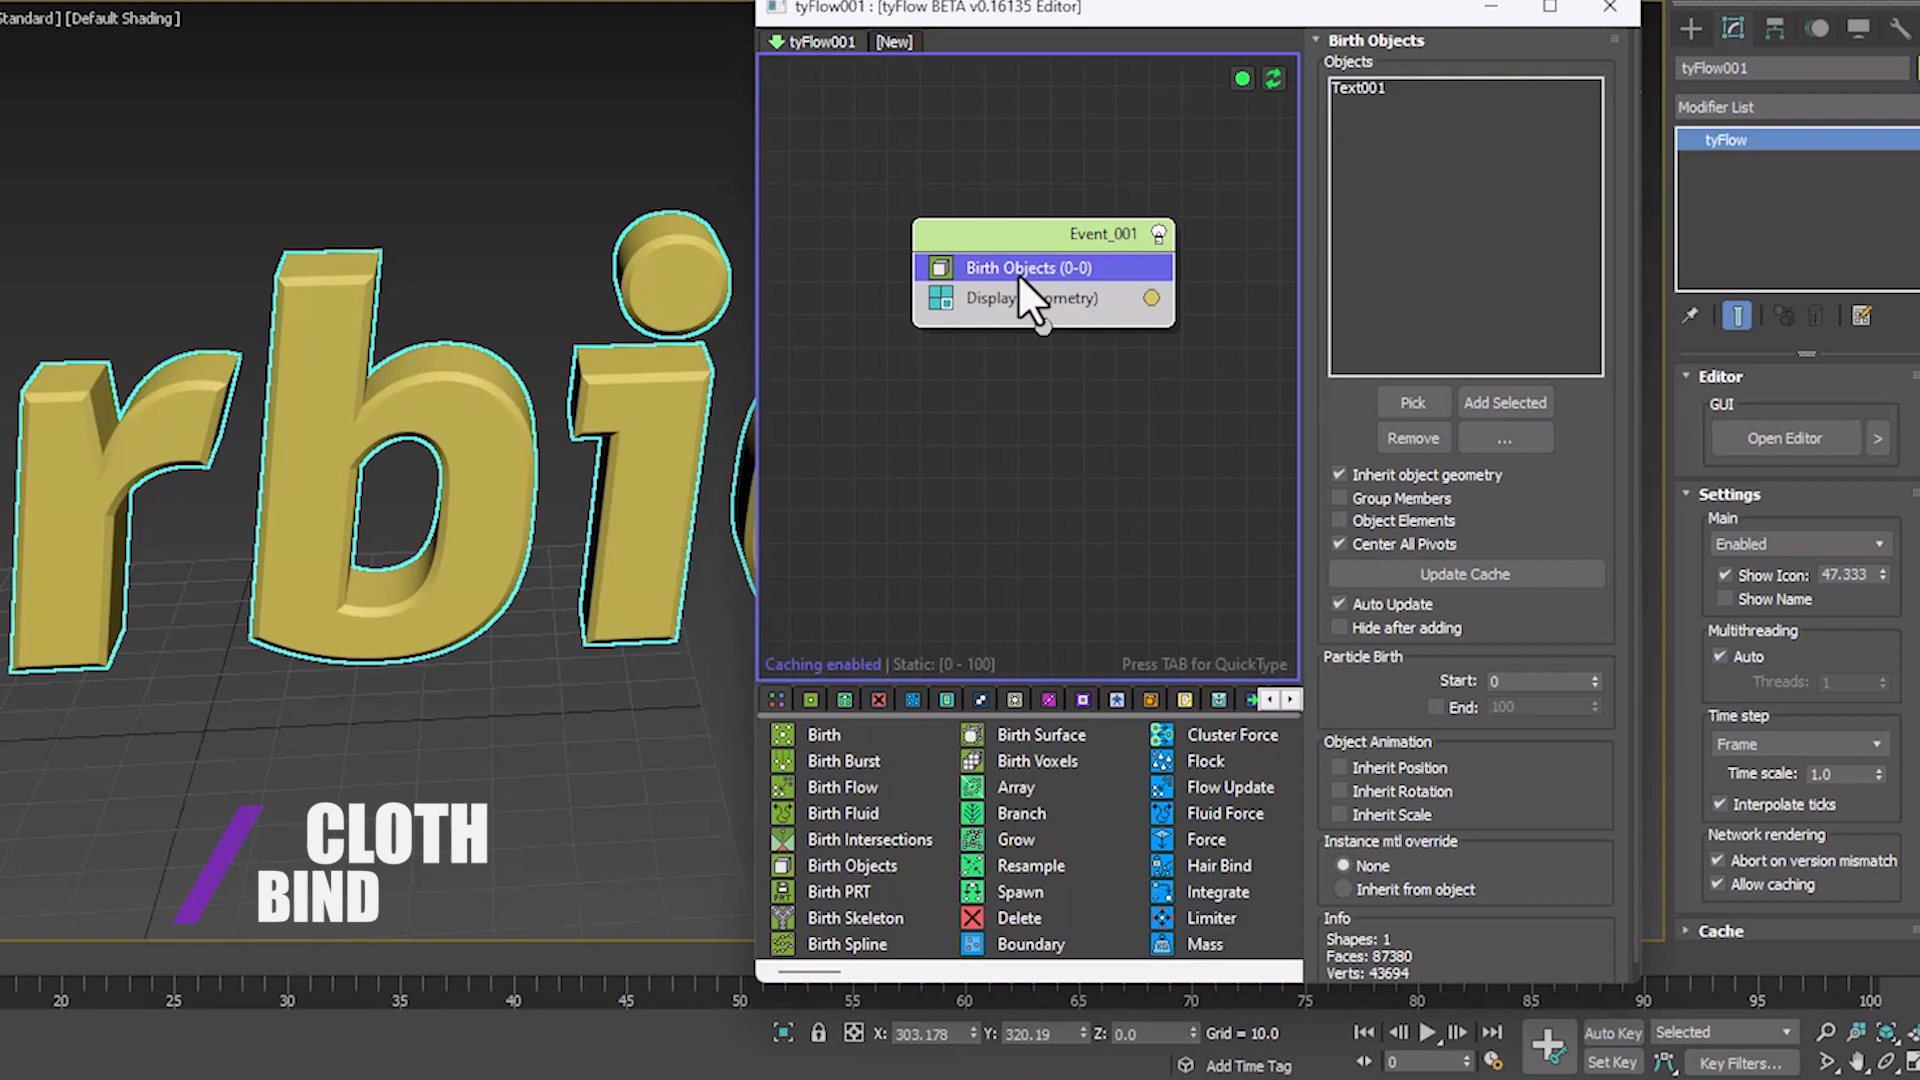 Standard ] [Default Shading ]
tyFlow001 : [tyFlow BETA v0.16135 Editor]
tyFlow001
[New]
Event_001
Birth Objects (0-0)
Display
ometry)
Caching enabled | Static: [0 - 100]
Press TAB for QuickType
Birth
Birth Burst
Birth Flow
Birth Fluid
Birth Intersections
Birth Objects
Birth PRT
Birth Skeleton
Birth Spline
Birth Surface
Birth Voxels
Array
Branch
Grow
Resample
Spawn
Delete
Boundary
Cluster Force
Flock
Flow Update
Fluid Force
Force
Hair Bind
Integrate
Limiter
Mass
Birth Objects
Objects
Text001
Pick
Add Selected
Remove
...
Inherit object geometry
Group Members
Object Elements
Center All Pivots
Update Cache
Auto Update
Hide after adding
Particle Birth
Start: 0
End: 100
Object Animation
Inherit Position
Inherit Rotation
Inherit Scale
Instance mtl override
None
Inherit from object
Info
Shapes: 1
Faces: 87380
Verts: 43694
tyFlow001
Modifier List
tyFlow
Editor
GUI
Open Editor
>
Settings
Main
Enabled
Show Icon: 47.333
Show Name
Multithreading
Auto
Threads: 1
Time step
Frame
Time scale: 1.0
Interpolate ticks
Network rendering
Abort on version mismatch
Allow caching
Cache
rbi
CLOTH
BIND
20 25 30 35 40 45 50 55 60 65 70 75 80 85 90 95 100
X: 303.178 Y: 320.19 Z: 0.0 Grid = 10.0
Add Time Tag
0
Auto Key
Selected
Set Key
Key Filters...